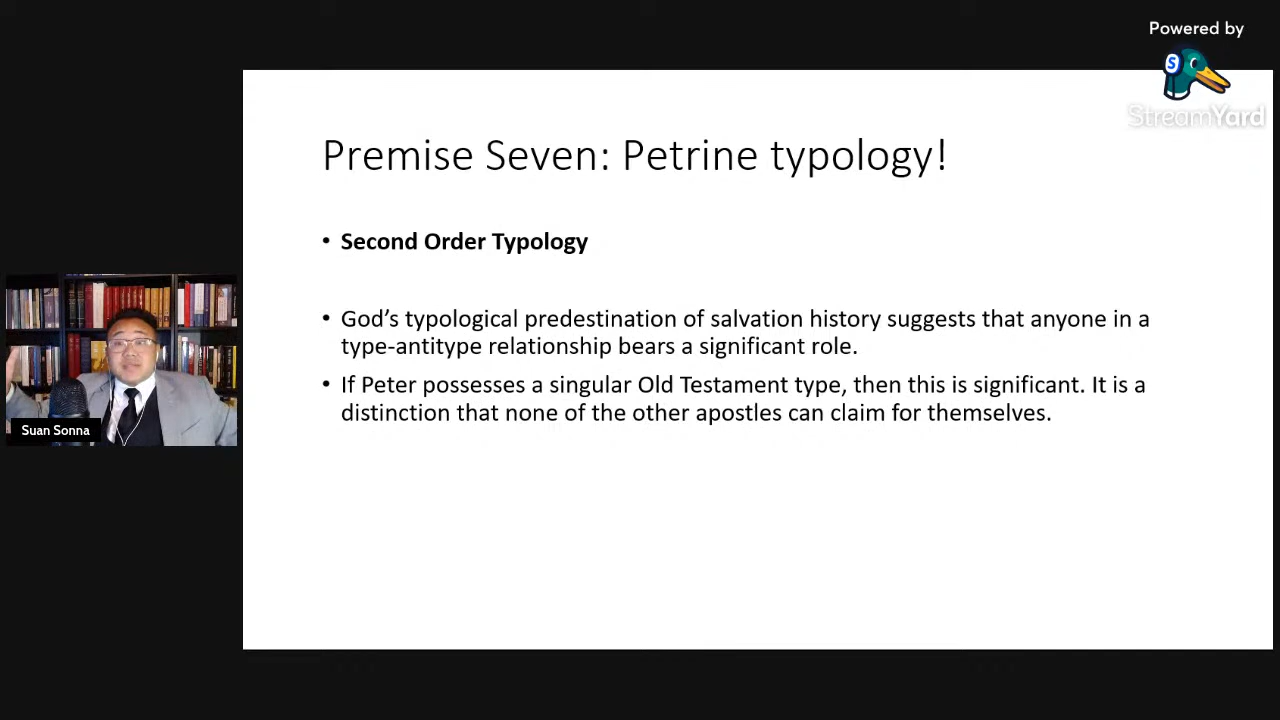 Powered by
StreamYard
Premise Seven: Petrine typology!
• Second Order Typology
• God's typological predestination of salvation history suggests that anyone in a
type-antitype relationship bears a significant role.
• If Peter possesses a singular Old Testament type, then this is significant. It is a
distinction that none of the other apostles can claim for themselves.
Suan Sonna